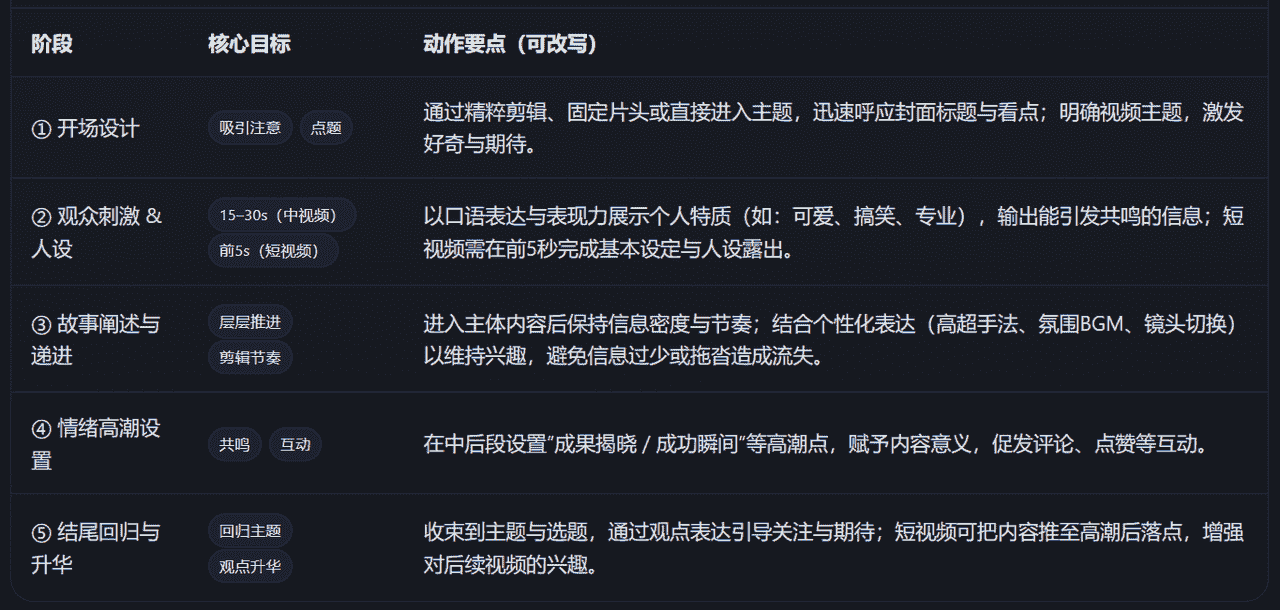 阶段 核心目标 动作要点（可改写）
① 开场设计
吸引注意 点题
通过精粹剪辑、固定片头或直接进入主题，迅速呼应封面标题与看点；明确视频主题，激发
好奇与期待。
② 观众刺激 &
人设
15–30s（中视频）
前5s（短视频）
以口语表达与表现力展示个人特质（如：可爱、搞笑、专业），输出能引发共鸣的信息；短
视频需在前5秒完成基本设定与人设露出。
③ 故事阐述与
递进
层层推进
剪辑节奏
进入主体内容后保持信息密度与节奏；结合个性化表达（高超手法、氛围BGM、镜头切换）
以维持兴趣，避免信息过少或拖沓造成流失。
④ 情绪高潮设
置
共鸣 互动
在中后段设置“成果揭晓 / 成功瞬间”等高潮点，赋予内容意义，促发评论、点赞等互动。
⑤ 结尾回归与
升华
回归主题
观点升华
收束到主题与选题，通过观点表达引导关注与期待；短视频可把内容推至高潮后落点，增强
对后续视频的兴趣。